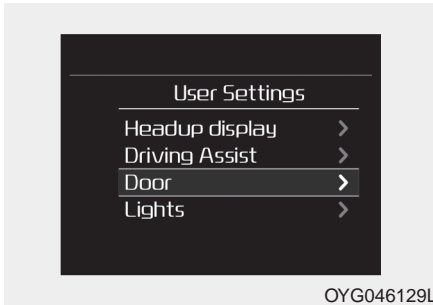 User Settings
Headup display
Driving Assist
Door
Lights
OYG046129L